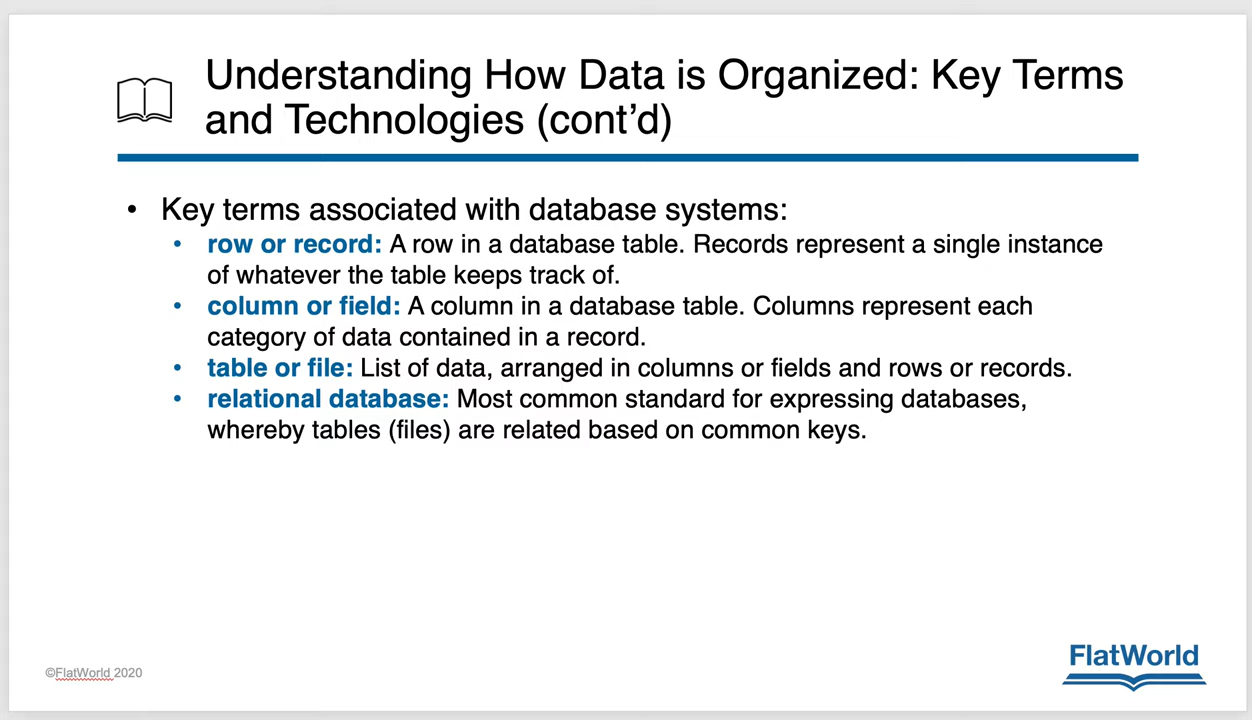 Understanding How Data is Organized: Key Terms
and Technologies (cont’d)
• Key terms associated with database systems:
• row or record: A row in a database table. Records represent a single instance
of whatever the table keeps track of.
• column or field: A column in a database table. Columns represent each
category of data contained in a record.
• table or file: List of data, arranged in columns or fields and rows or records.
• relational database: Most common standard for expressing databases,
whereby tables (files) are related based on common keys.
©FlatWorld 2020
FlatWorld